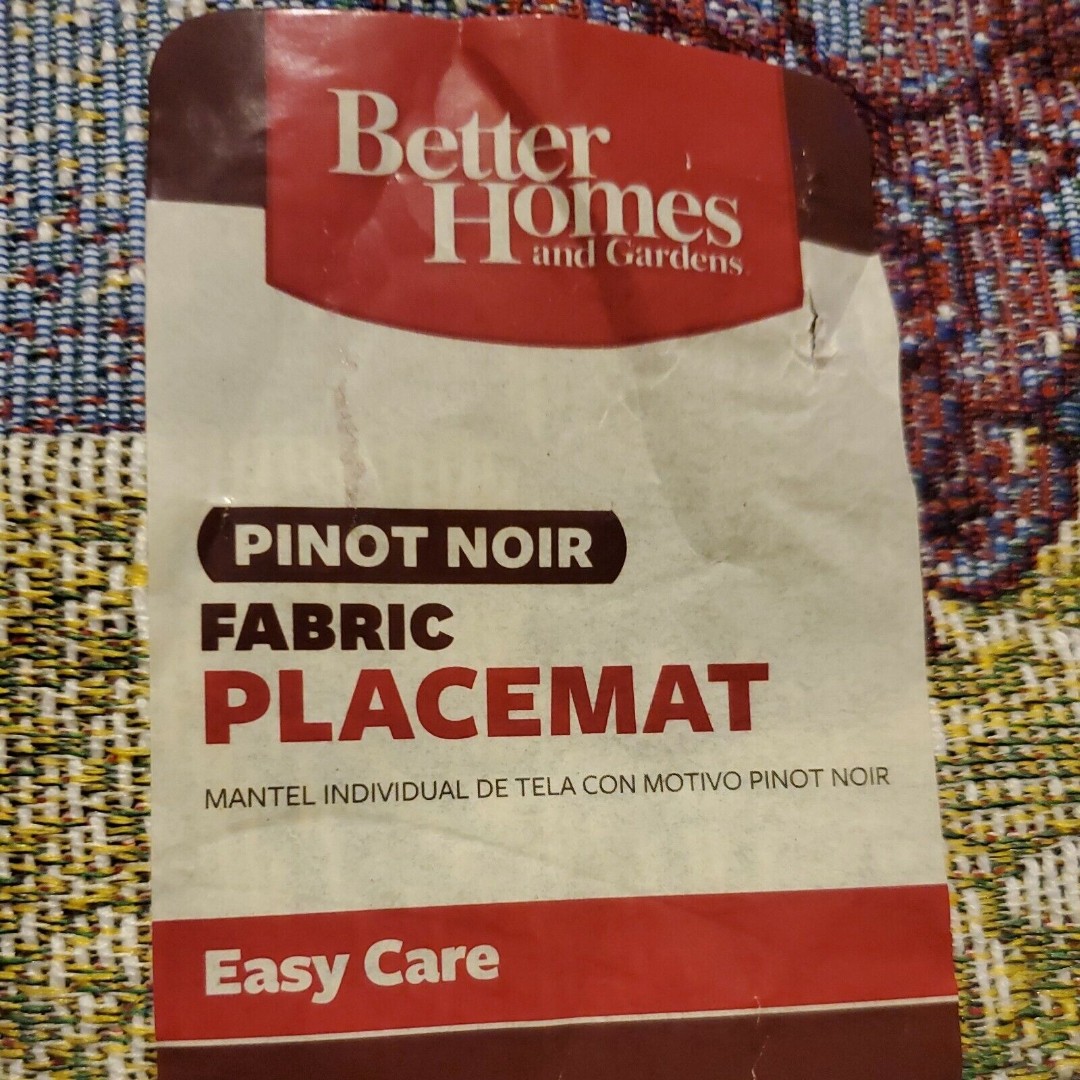 Better
Homes
and Gardens
PINOT NOIR
FABRIC
PLACEMAT
MANTEL INDIVIDUAL DE TELA CON MOTIVO PINOT NOIR
Easy Care